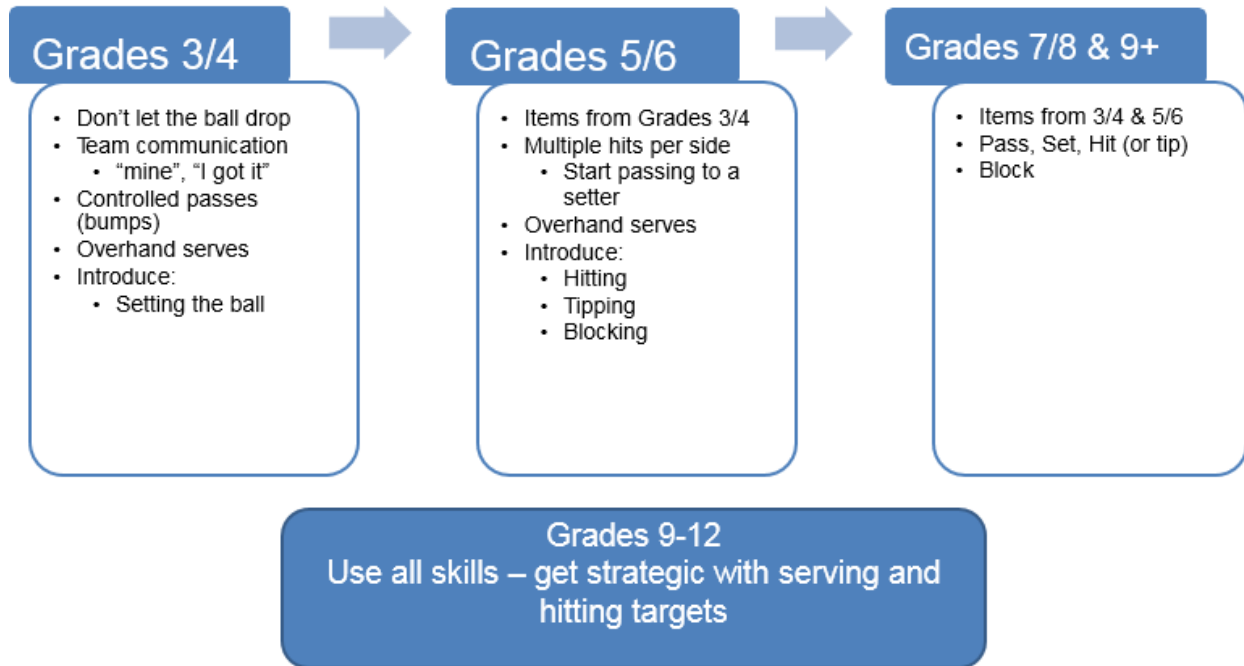 Grades 3/4
• Don’t let the ball drop
• Team communication
• “mine”, “I got it”
• Controlled passes
(bumps)
• Overhand serves
• Introduce:
• Setting the ball
Grades 5/6
• Items from Grades 3/4
• Multiple hits per side
• Start passing to a
setter
• Overhand serves
• Introduce:
• Hitting
• Tipping
• Blocking
Grades 7/8 & 9+
• Items from 3/4 & 5/6
• Pass, Set, Hit (or tip)
• Block
Grades 9-12
Use all skills – get strategic with serving and
hitting targets